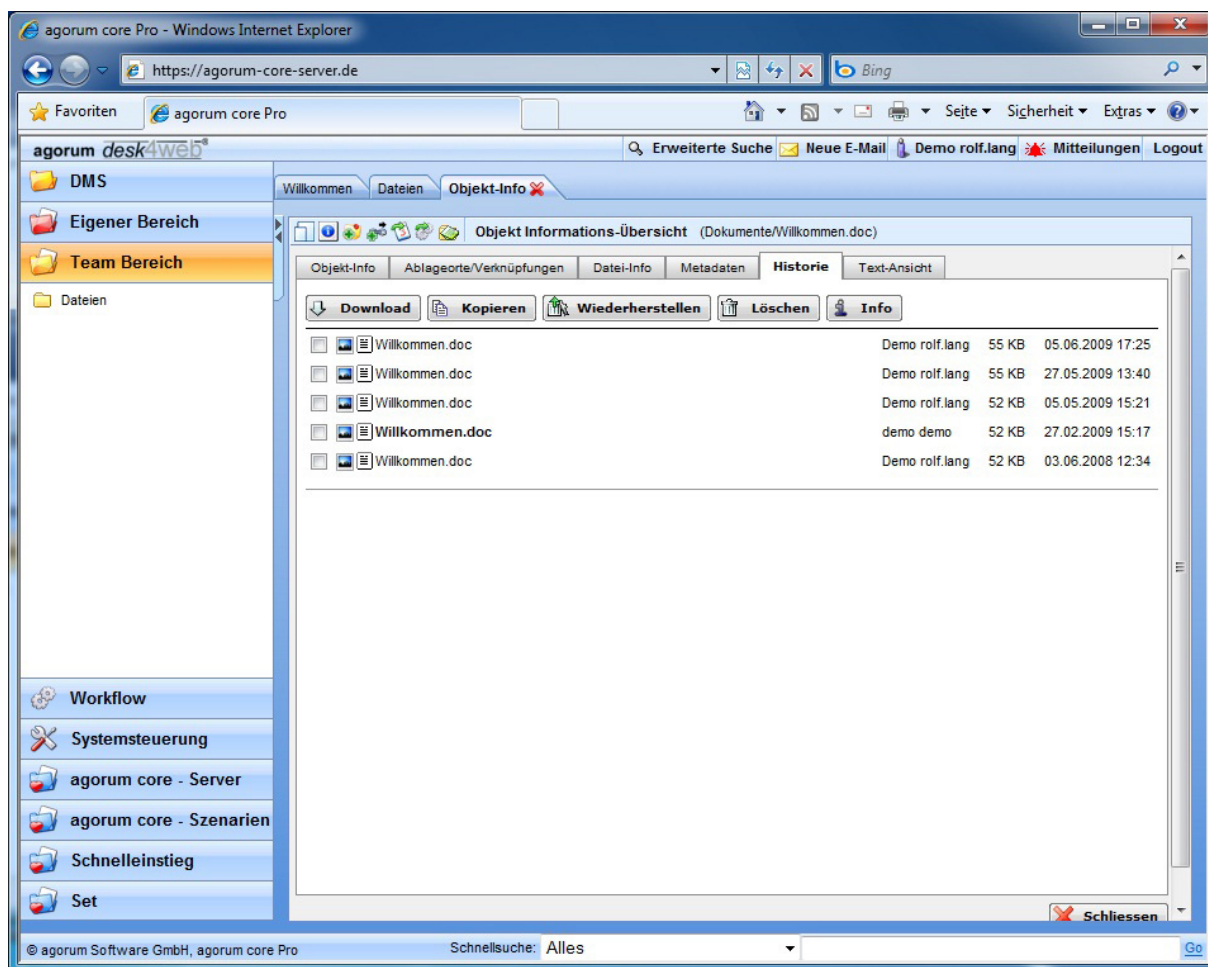 agorum core Pro - Windows Internet Explorer
https://agorum-core-server.de
Bing
Favoriten
agorum core Pro
Seite Sicherheit Extras
agorum desk4web®
Erweiterte Suche Neue E-Mail Demo rolf.lang Mitteilungen Logout
DMS
Eigener Bereich
Team Bereich
Dateien
Willkommen Dateien Objekt-Info
Objekt Informations-Übersicht (Dokumente/Willkommen.doc)
Objekt-Info Ablageorte/Verknüpfungen Datei-Info Metadaten Historie Text-Ansicht
Download Kopieren Wiederherstellen Löschen Info
Willkommen.doc Demo rolf.lang 55 KB 05.06.2009 17:25
Willkommen.doc Demo rolf.lang 55 KB 27.05.2009 13:40
Willkommen.doc Demo rolf.lang 52 KB 05.05.2009 15:21
Willkommen.doc demo demo 52 KB 27.02.2009 15:17
Willkommen.doc Demo rolf.lang 52 KB 03.06.2008 12:34
Workflow
Systemsteuerung
agorum core - Server
agorum core - Szenarien
Schnelleinstieg
Set
Schliessen
© agorum Software GmbH, agorum core Pro
Schnellsuche: Alles
Go